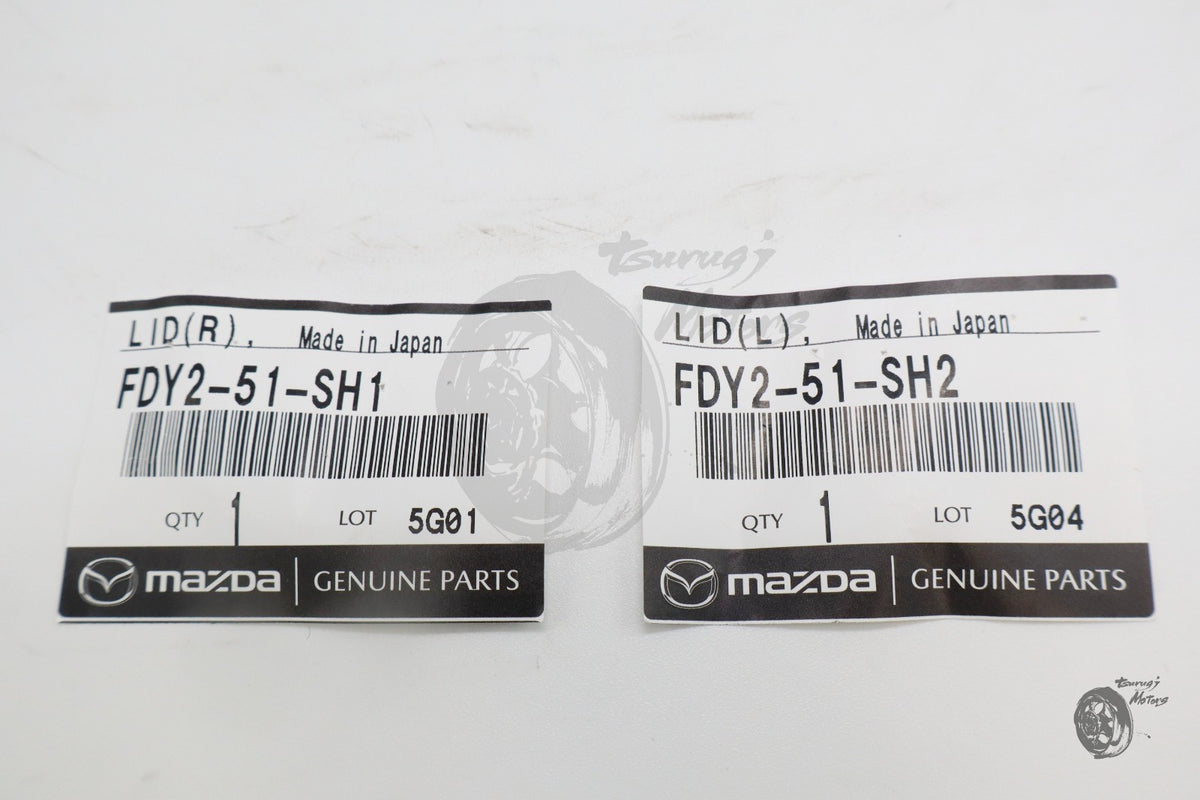 tsurugi
Motors
LID(R), Made in Japan
FDY2-51-SH1
QTY 1 LOT 5G01
mazda GENUINE PARTS
LID(L), Made in Japan
FDY2-51-SH2
QTY 1 LOT 5G04
mazda GENUINE PARTS
tsurugi
Motors